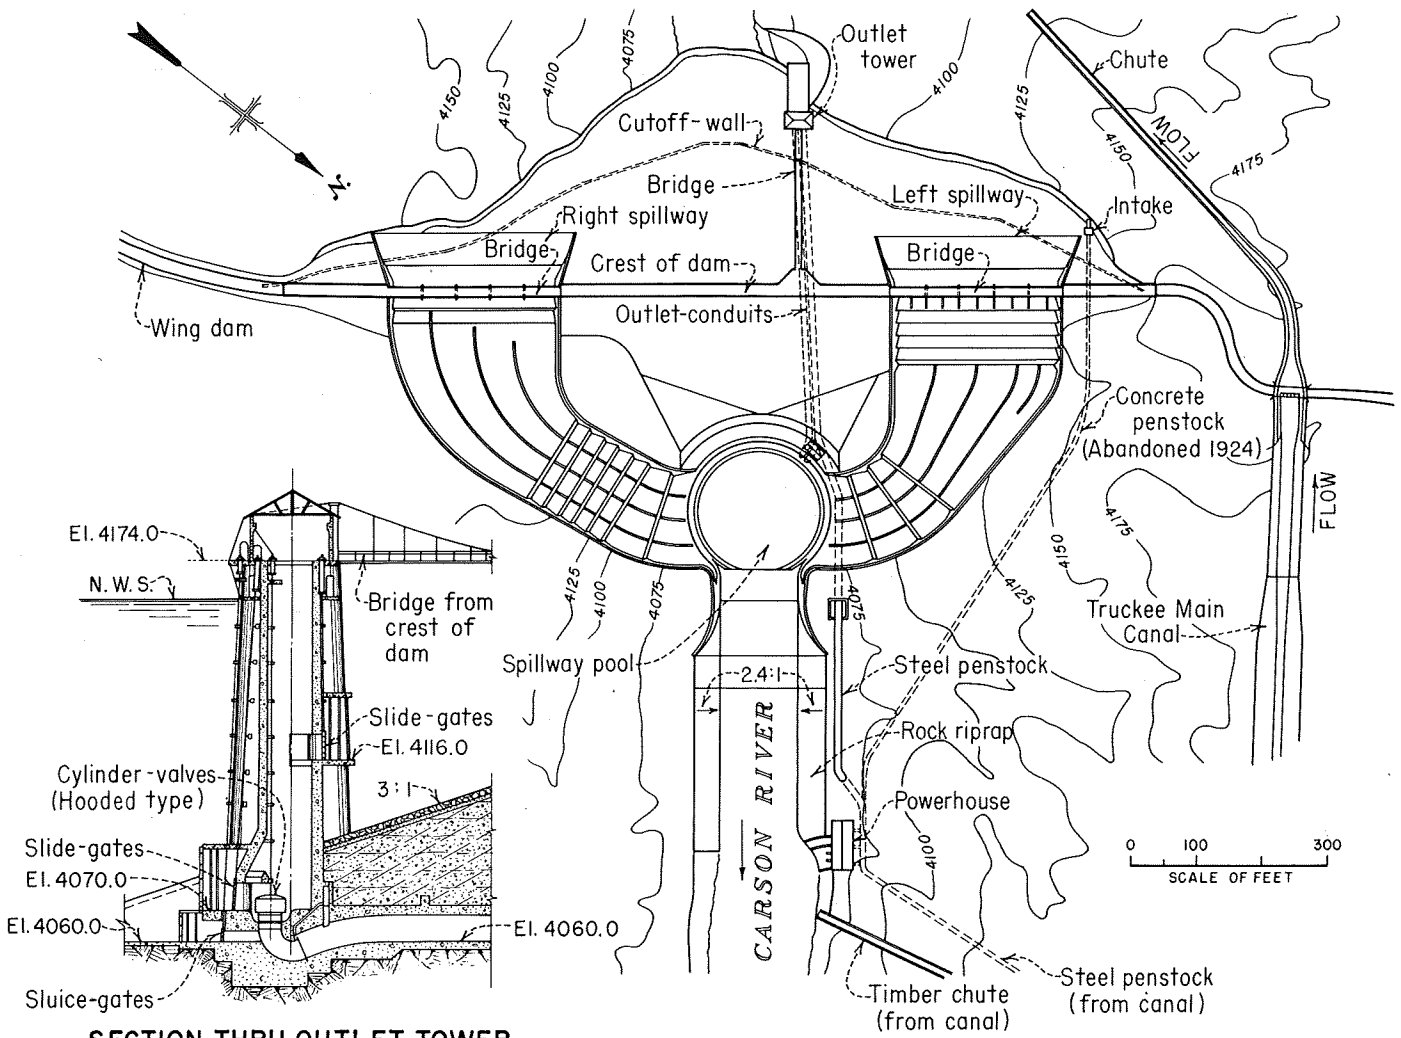 4150
4125
4100
4075
Outlet
tower
4100
4125
Chute
FLOW
4150
4175
N.
Cutoff-wall
Bridge
Left spillway
Intake
Right spillway
Bridge
Crest of dam
Bridge
Outlet-conduits
Wing dam
Concrete
penstock
(Abandoned 1924)
FLOW
4175
4150
4125
Truckee Main
Canal
4125
4100
4075
4075
Spillway pool
2.4:1
Steel penstock
Rock riprap
CARSON RIVER
Powerhouse
4100
0 100 300
SCALE OF FEET
Timber chute
(from canal)
Steel penstock
(from canal)
El. 4174.0
N.W.S.
Bridge from
crest of
dam
Slide-gates
El. 4116.0
Cylinder-valves
(Hooded type)
3:1
Slide-gates
El. 4070.0
El. 4060.0
El. 4060.0
Sluice-gates
SECTION THRU OUTLET TOWER